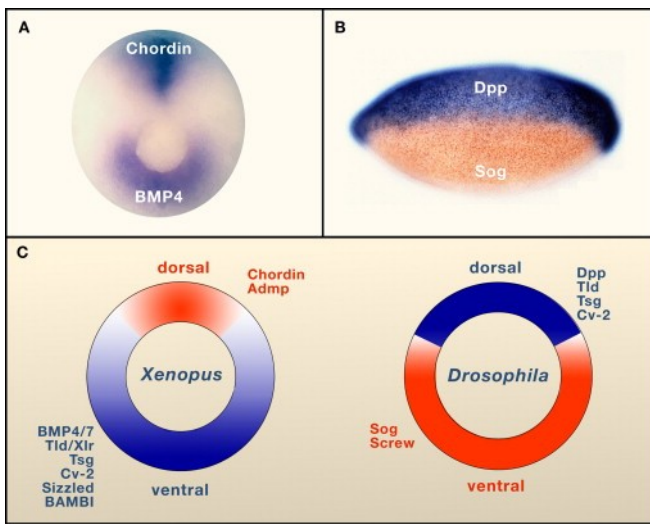 A
Chordin
BMP4
B
Dpp
Sog
C
dorsal
Chordin
Admp
Xenopus
BMP4/7
Tld/Xlr
Tsg
Cv-2
Sizzled
BAMBI
ventral
dorsal
Dpp
Tld
Tsg
Cv-2
Drosophila
Sog
Screw
ventral